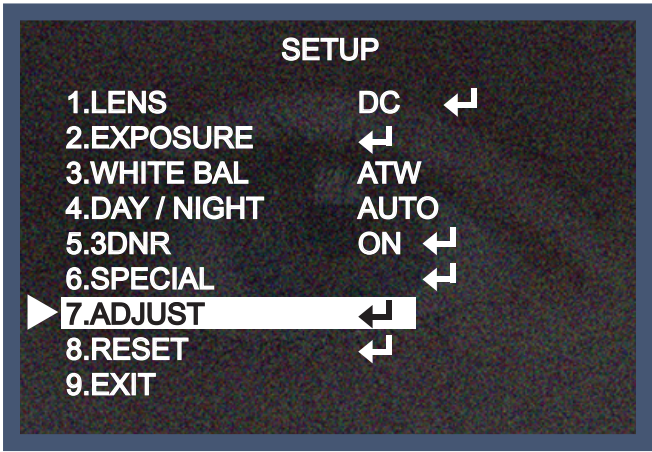 SETUP
1.LENS DC ↵
2.EXPOSURE ↵
3.WHITE BAL ATW
4.DAY / NIGHT AUTO
5.3DNR ON ↵
6.SPECIAL ↵
7.ADJUST ↵
8.RESET ↵
9.EXIT